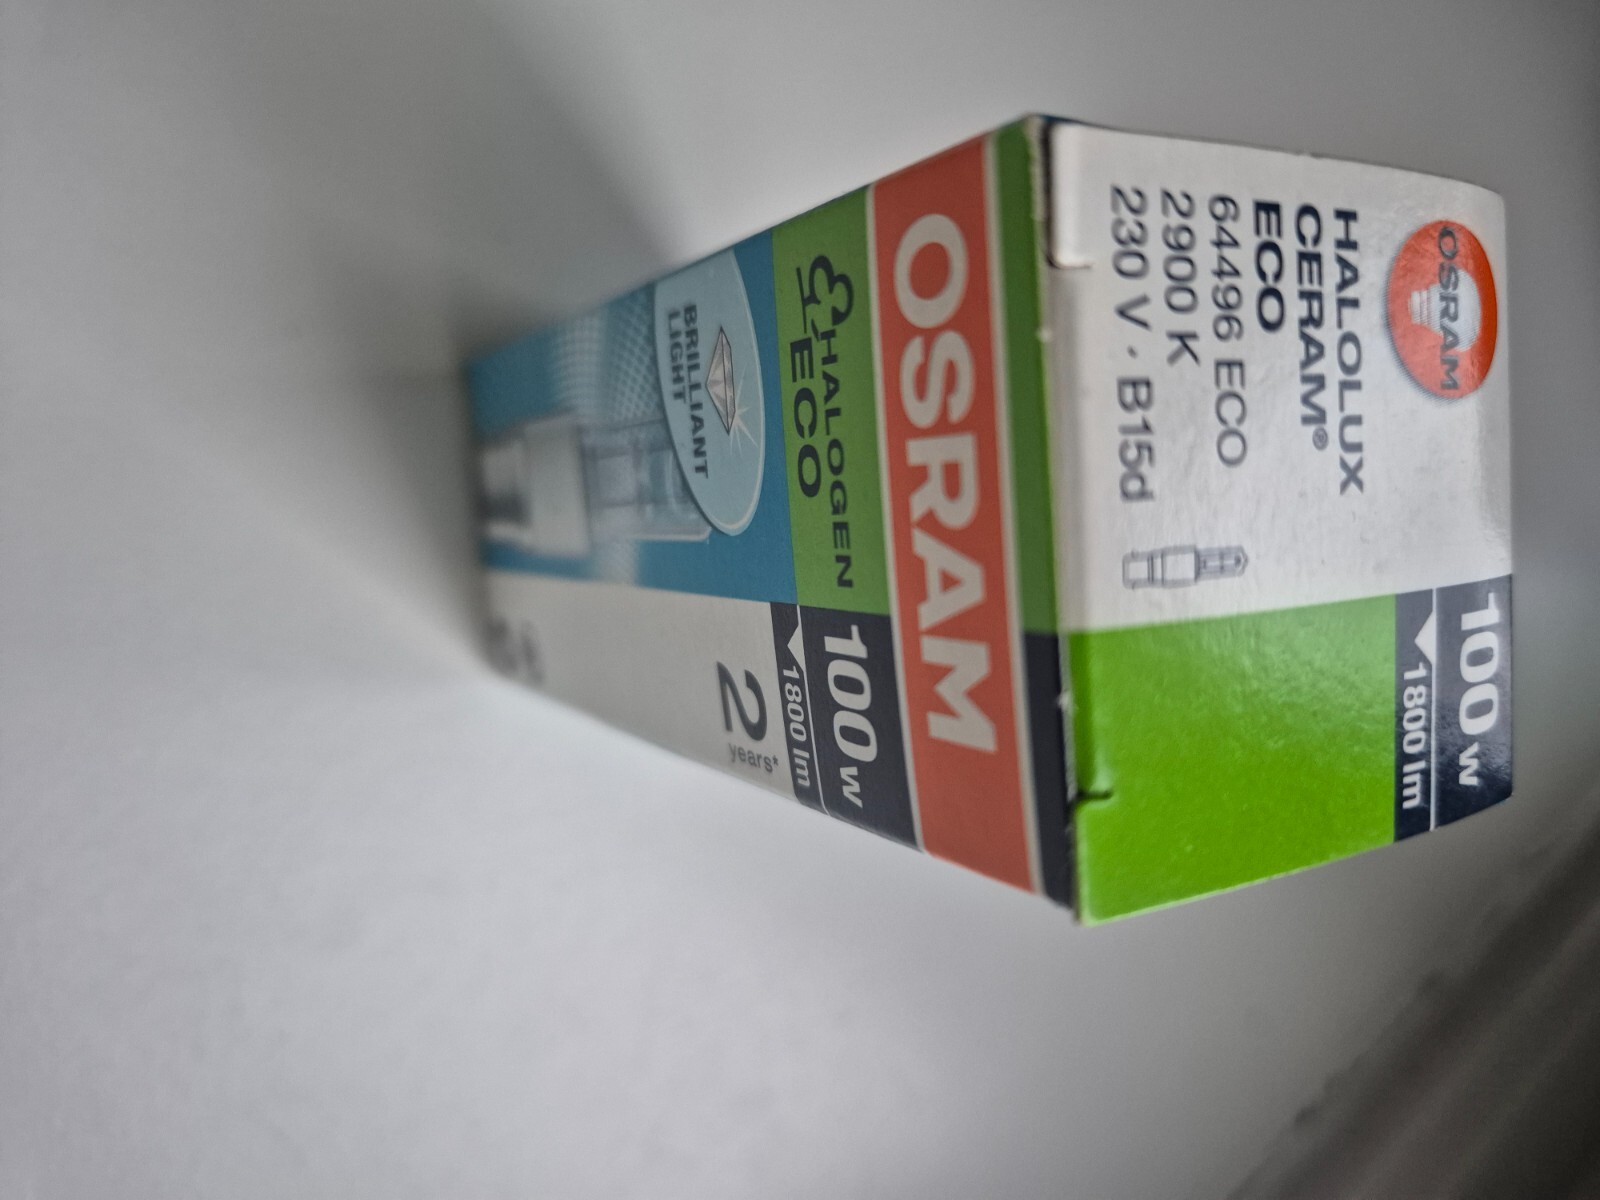 OSRAM
HALOLUX
CERAM®
ECO
64496 ECO
2900 K
230 V · B15d
100 W
1800 lm
OSRAM
HALOGEN
ECO
100 W
1800 lm
BRILLIANT
LIGHT
2
years*